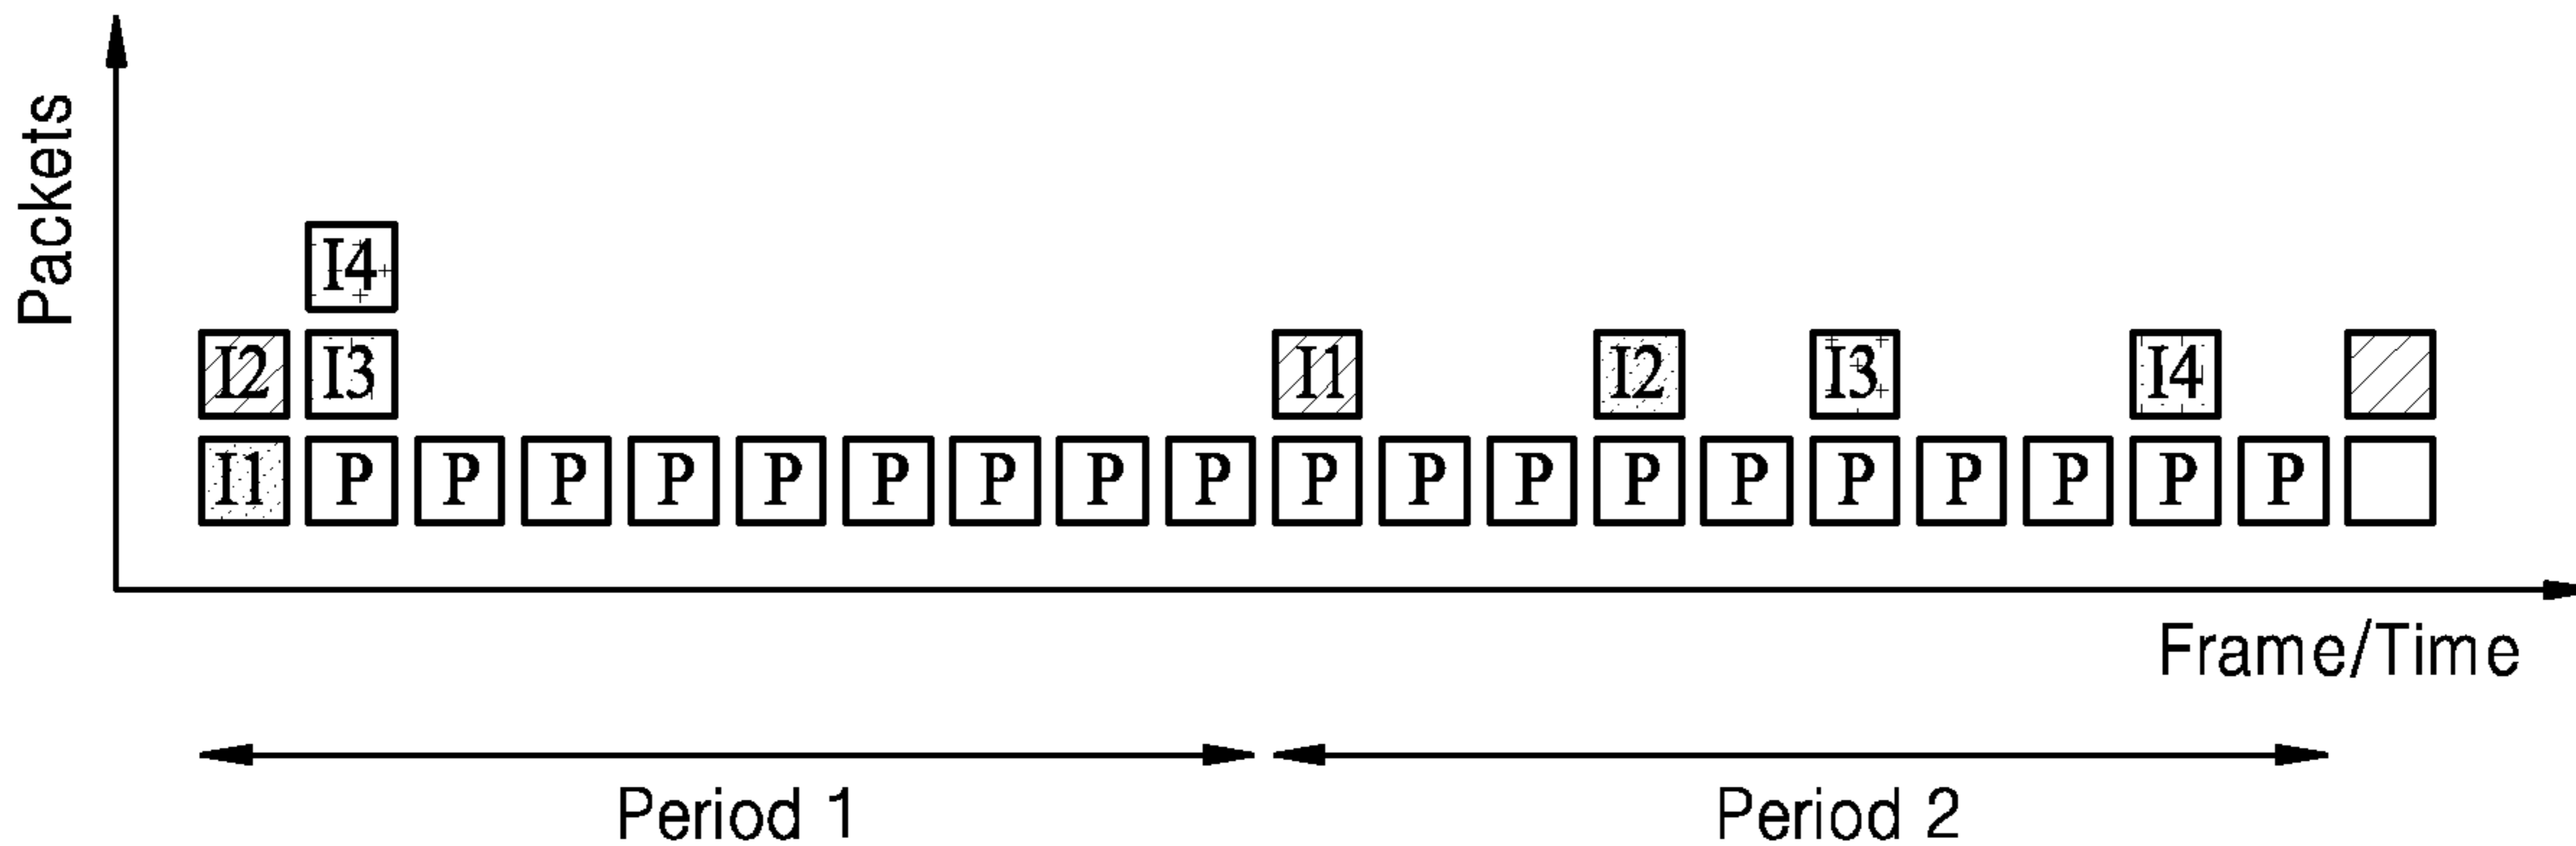 Packets
I4
I2 I3 I1 I2 I3 I4
I1 P P P P P P P P P P P P P P P P P P P
Frame/Time
Period 1 Period 2